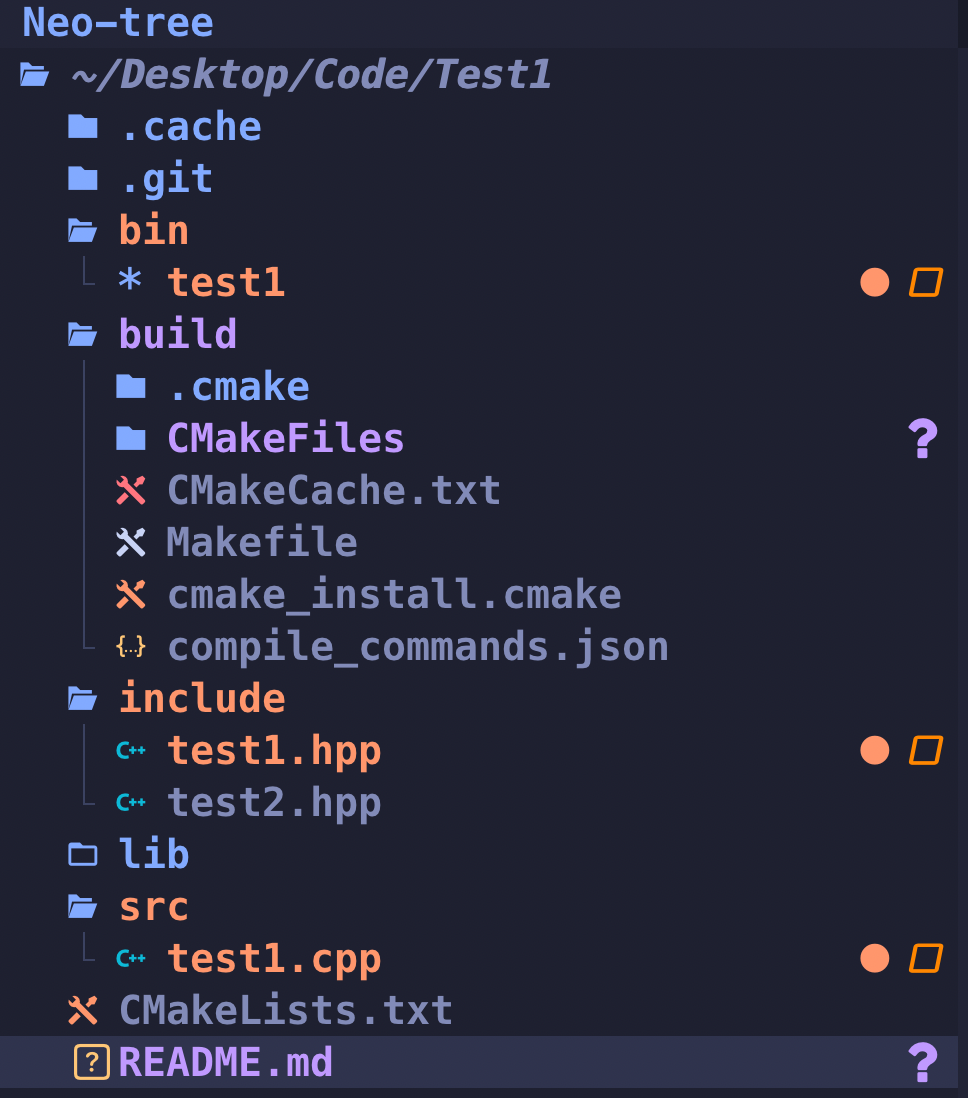 Neo-tree
~/Desktop/Code/Test1
.cache
.git
bin
* test1
build
.cmake
CMakeFiles ?
CMakeCache.txt
Makefile
cmake_install.cmake
{…} compile_commands.json
include
C++ test1.hpp
C++ test2.hpp
lib
src
C++ test1.cpp
CMakeLists.txt
? README.md ?